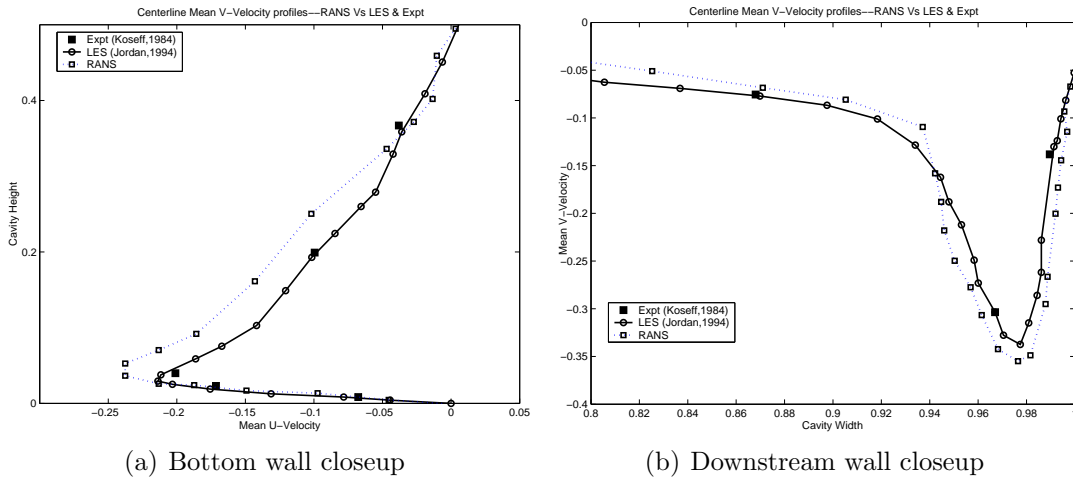 Centerline Mean V−Velocity profiles−−RANS Vs LES & Expt
Expt (Koseff,1984)
LES (Jordan,1994)
RANS
Cavity Height
0.4
0.2
0
−0.25
−0.2
−0.15
−0.1
−0.05
0
0.05
Mean U−Velocity
(a) Bottom wall closeup
Centerline Mean V−Velocity profiles−−RANS Vs LES & Expt
Mean V−Velocity
0
−0.05
−0.1
−0.15
−0.2
−0.25
−0.3
−0.35
−0.4
Expt (Koseff,1984)
LES (Jordan,1994)
RANS
0.8
0.82
0.84
0.86
0.88
0.9
0.92
0.94
0.96
0.98
1
Cavity Width
(b) Downstream wall closeup